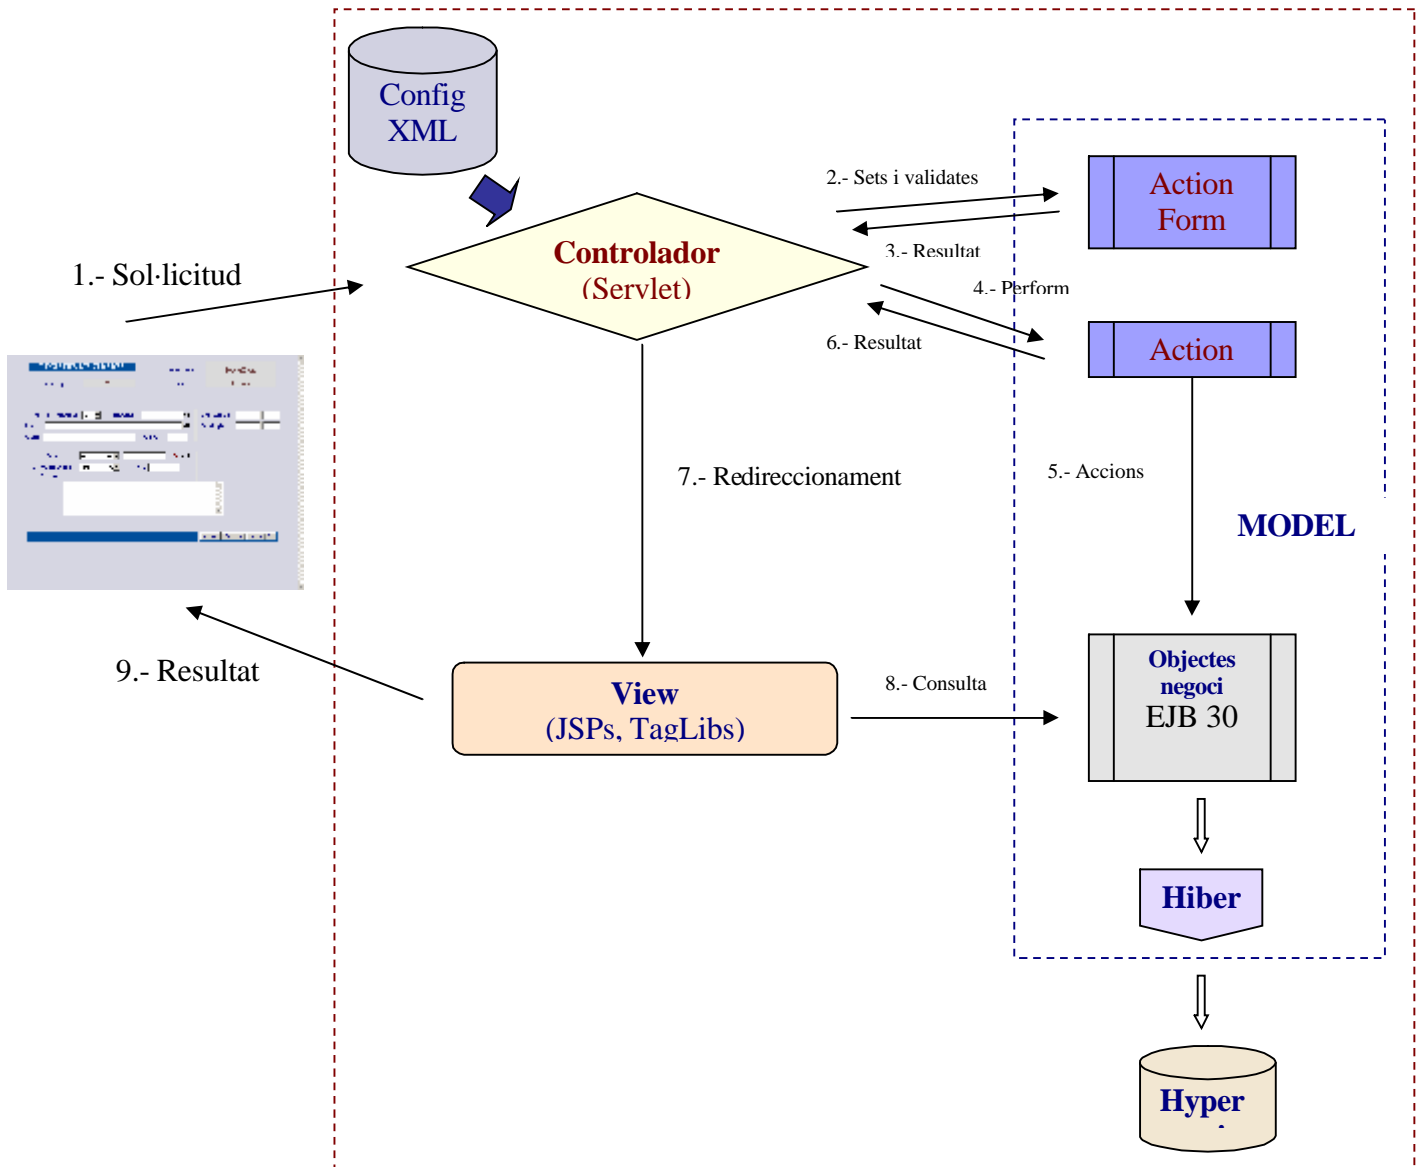 Config
XML
2.- Sets i validates
Action
Form
Controlador
(Servlet)
3.- Resultat
1.- Sol·licitud
4.- Perform
6.- Resultat
Action
7.- Redireccionament
5.- Accions
MODEL
9.- Resultat
View
(JSPs, TagLibs)
8.- Consulta
Objectes
negoci
EJB 30
Hiber
Hyper